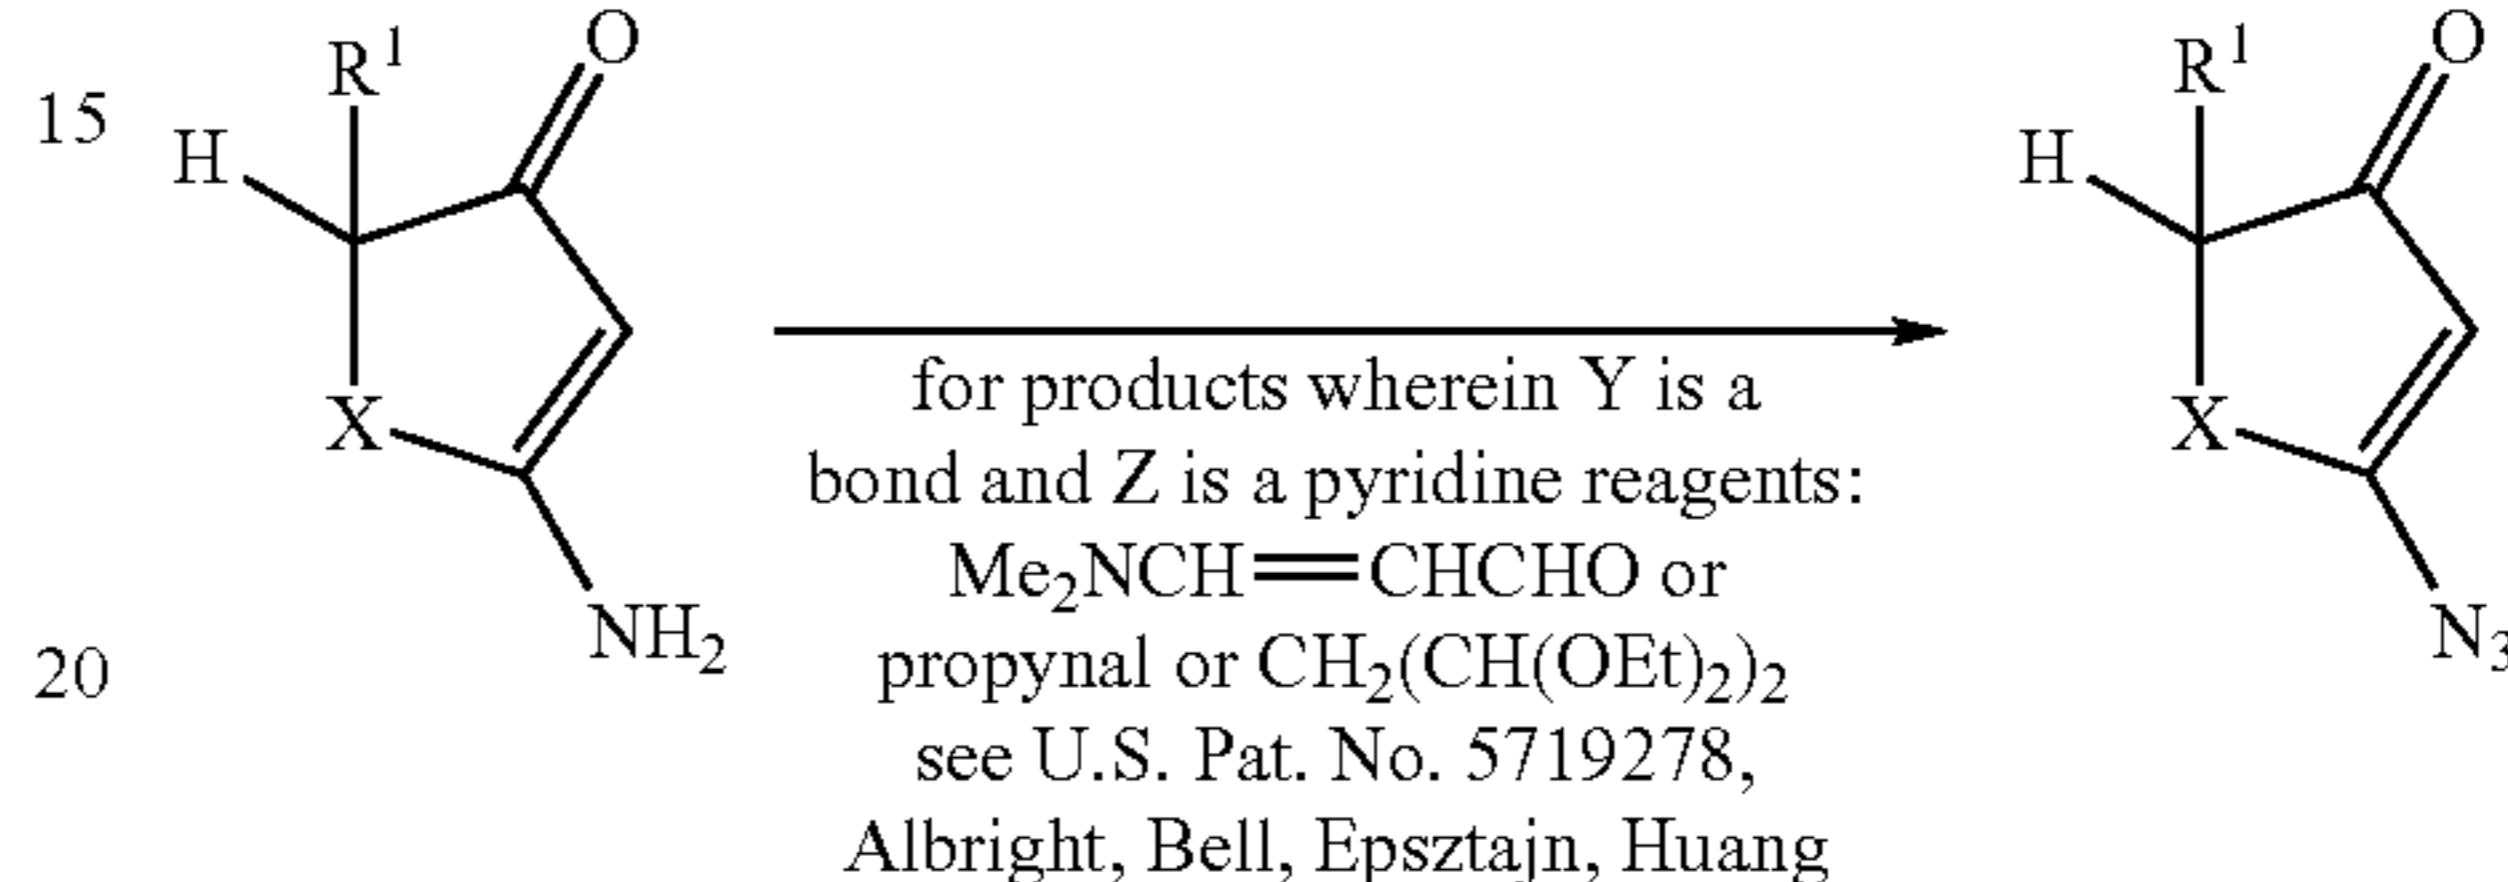 15
R¹ O
H
X
NH₂
20
for products wherein Y is a
bond and Z is a pyridine reagents:
Me₂NCH=CHCHO or
propynal or CH₂(CH(OEt)₂)₂
see U.S. Pat. No. 5719278,
Albright, Bell, Epsztajn, Huang
R¹ O
H
X
N₃